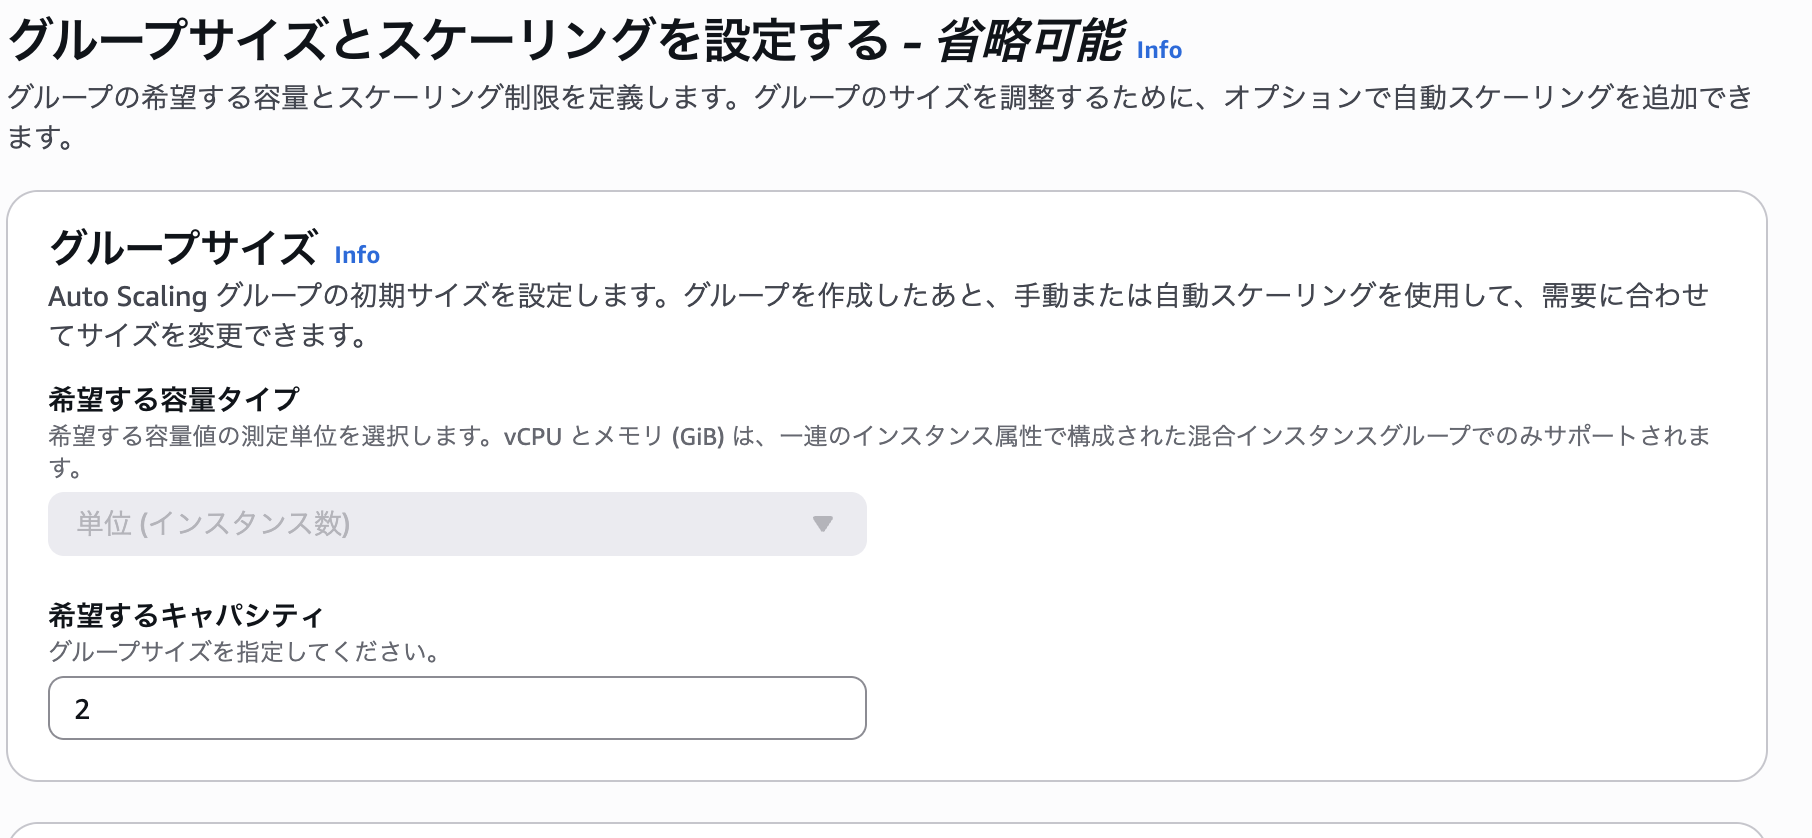 グループサイズとスケーリングを設定する - 省略可能 Info
グループの希望する容量とスケーリング制限を定義します。グループのサイズを調整するために、オプションで自動スケーリングを追加でき
ます。
グループサイズ Info
Auto Scaling グループの初期サイズを設定します。グループを作成したあと、手動または自動スケーリングを使用して、需要に合わせ
てサイズを変更できます。
希望する容量タイプ
希望する容量値の測定単位を選択します。vCPU とメモリ (GiB) は、一連のインスタンス属性で構成された混合インスタンスグループでのみサポートされま
す。
単位 (インスタンス数)
希望するキャパシティ
グループサイズを指定してください。
2